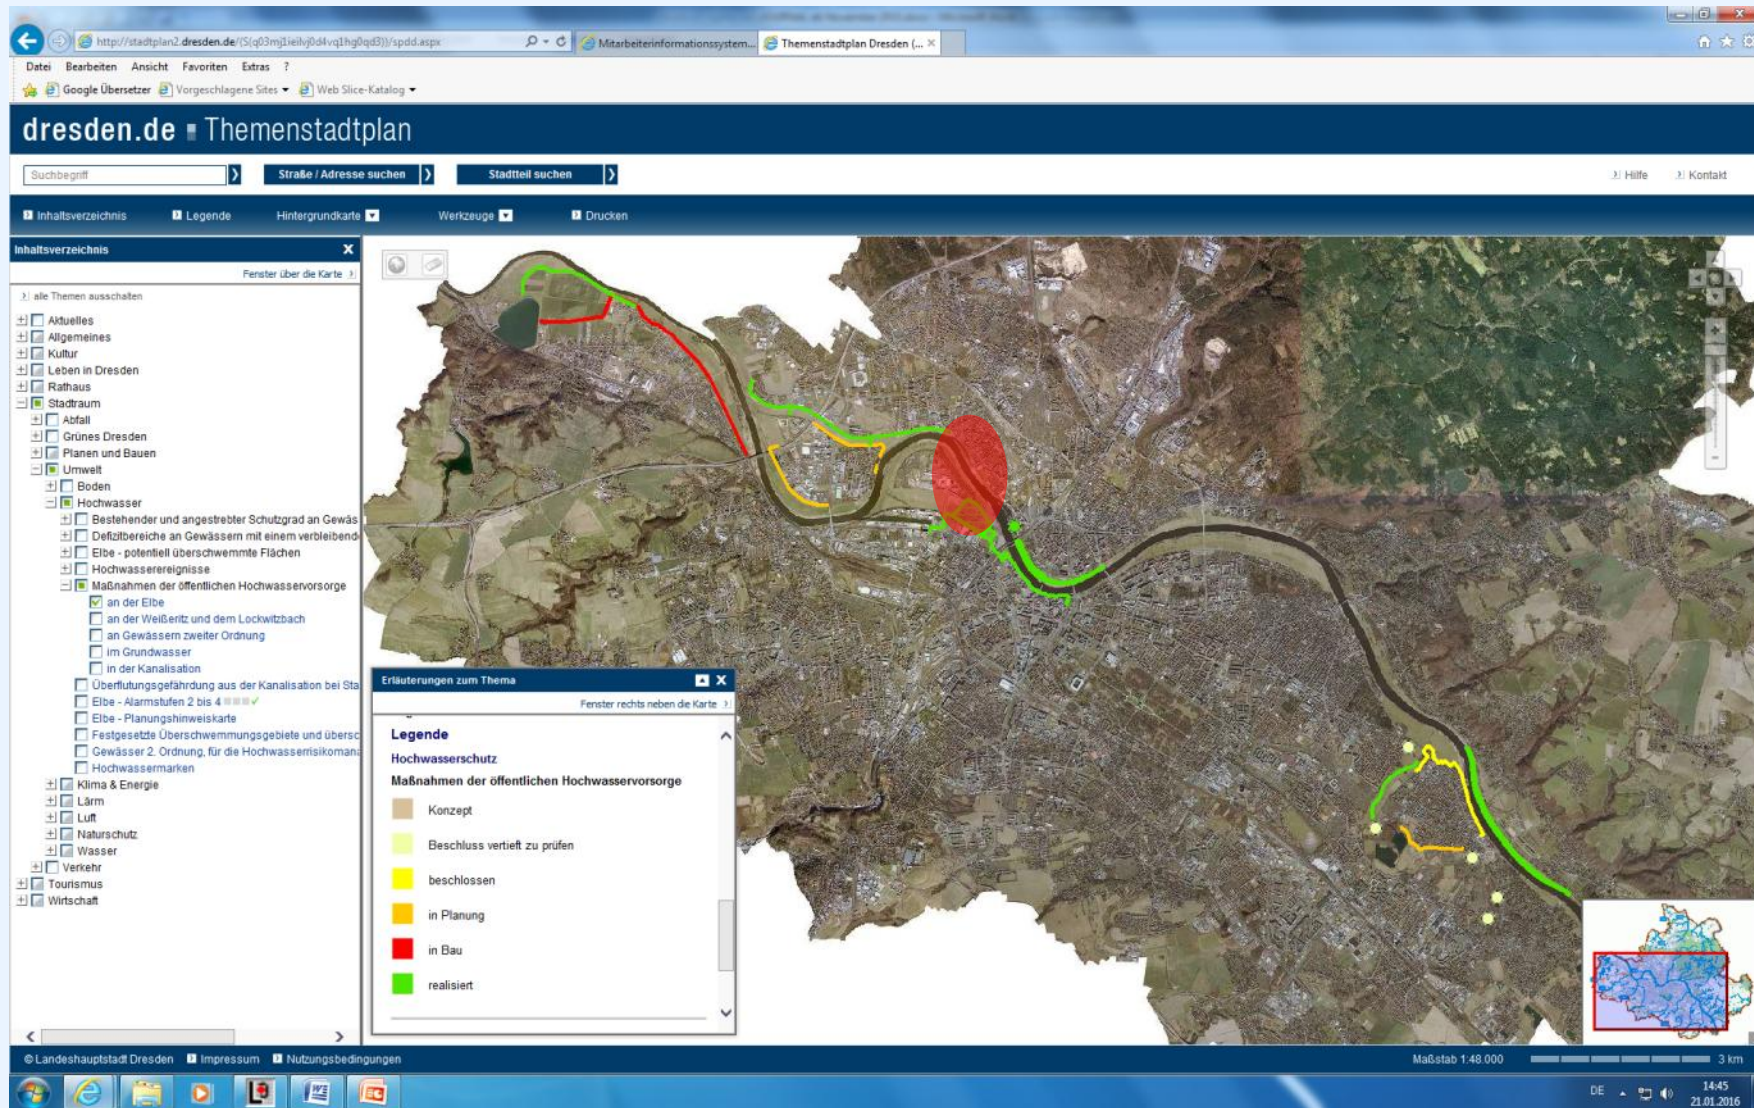 http://stadtplan2.dresden.de/(S(q03mj1ieilvj0d4vq1hg0qd3))/spdd.aspx
Mitarbeiterinformationssystem...
Themenstadtplan Dresden (...
Datei Bearbeiten Ansicht Favoriten Extras ?
Google Übersetzer Vorgeschlagene Sites Web Slice-Katalog
dresden.de Themenstadtplan
Suchbegriff Straße / Adresse suchen Stadtteil suchen Hilfe Kontakt
Inhaltsverzeichnis Legende Hintergrundkarte Werkzeuge Drucken
Inhaltsverzeichnis X
Fenster über die Karte
alle Themen ausschalten
Aktuelles
Allgemeines
Kultur
Leben in Dresden
Rathaus
Stadtraum
Abfall
Grünes Dresden
Planen und Bauen
Umwelt
Boden
Hochwasser
Bestehender und angestrebter Schutzgrad an Gewäs
Defizitbereiche an Gewässern mit einem verbleibend
Elbe - potentiell überschwemmte Flächen
Hochwasserereignisse
Maßnahmen der öffentlichen Hochwasservorsorge
an der Elbe
an der Weißeritz und dem Lockwitzbach
an Gewässern zweiter Ordnung
im Grundwasser
in der Kanalisation
Überflutungsgefährdung aus der Kanalisation bei Sta
Elbe - Alarmstufen 2 bis 4
Elbe - Planungshinweiskarte
Festgesetzte Überschwemmungsgebiete und übersc
Gewässer 2. Ordnung, für die Hochwasserrisikomana
Hochwassermarken
Klima & Energie
Lärm
Luft
Naturschutz
Wasser
Verkehr
Tourismus
Wirtschaft
Erläuterungen zum Thema X
Fenster rechts neben die Karte
Legende
Hochwasserschutz
Maßnahmen der öffentlichen Hochwasservorsorge
Konzept
Beschluss vertieft zu prüfen
beschlossen
in Planung
in Bau
realisiert
© Landeshauptstadt Dresden Impressum Nutzungsbedingungen Maßstab 1:48.000 3 km
DE 14:45
21.01.2016